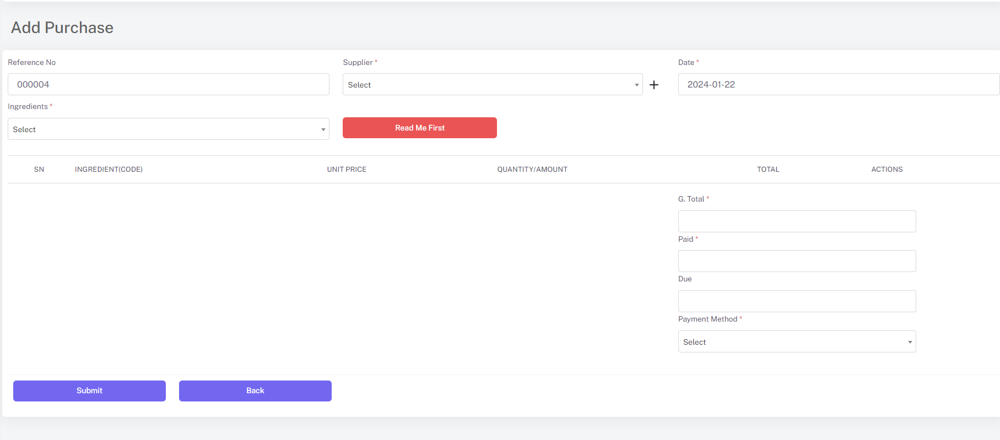 Add Purchase
Reference No
Supplier *
Date *
000004
Select
2024-01-22
Ingredients *
Select
Read Me First
SN INGREDIENT(CODE) UNIT PRICE QUANTITY/AMOUNT TOTAL ACTIONS
G. Total *
Paid *
Due
Payment Method *
Select
Submit
Back